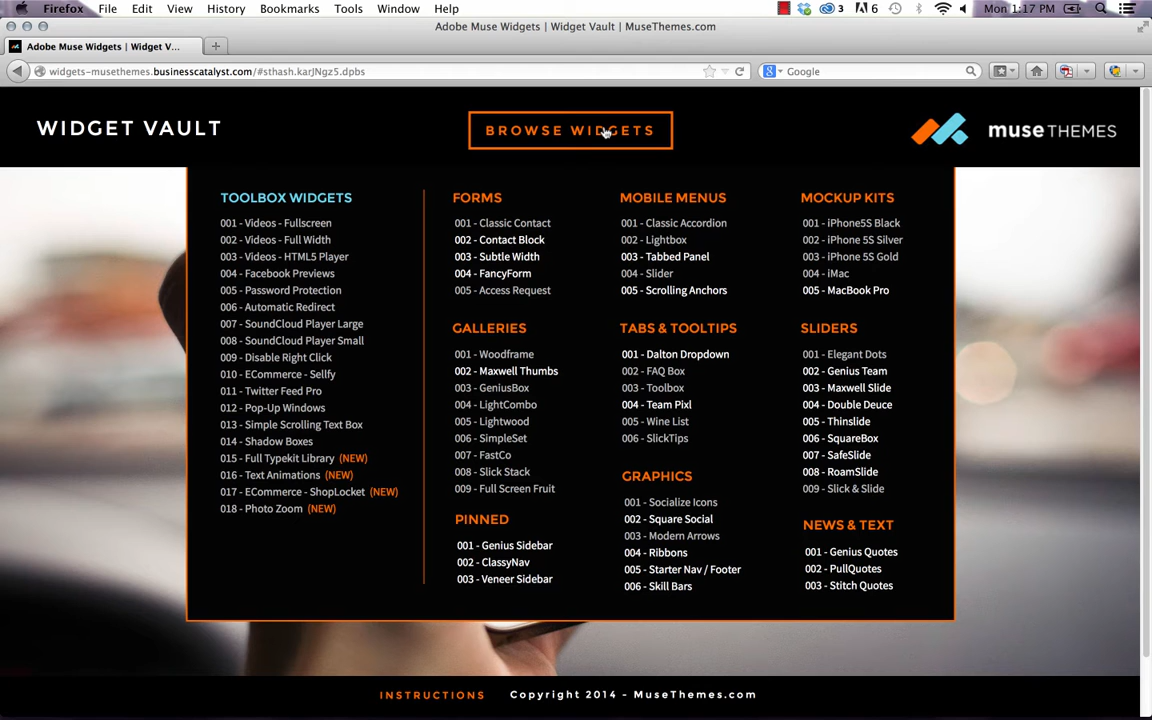 Firefox File Edit View History Bookmarks Tools Window Help 3 6 Mon 1:17 PM
Adobe Muse Widgets | Widget Vault | MuseThemes.com
Adobe Muse Widgets | Widget V... +
widgets-musethemes.businesscatalyst.com/#sthash.karJNgz5.dpbs Google
WIDGET VAULT
BROWSE WIDGETS
museTHEMES
TOOLBOX WIDGETS
001 - Videos - Fullscreen
002 - Videos - Full Width
003 - Videos - HTML5 Player
004 - Facebook Previews
005 - Password Protection
006 - Automatic Redirect
007 - SoundCloud Player Large
008 - SoundCloud Player Small
009 - Disable Right Click
010 - ECommerce - Sellfy
011 - Twitter Feed Pro
012 - Pop-Up Windows
013 - Simple Scrolling Text Box
014 - Shadow Boxes
015 - Full Typekit Library (NEW)
016 - Text Animations (NEW)
017 - ECommerce - ShopLocket (NEW)
018 - Photo Zoom (NEW)
FORMS
001 - Classic Contact
002 - Contact Block
003 - Subtle Width
004 - FancyForm
005 - Access Request
GALLERIES
001 - Woodframe
002 - Maxwell Thumbs
003 - GeniusBox
004 - LightCombo
005 - Lightwood
006 - SimpleSet
007 - FastCo
008 - Slick Stack
009 - Full Screen Fruit
PINNED
001 - Genius Sidebar
002 - ClassyNav
003 - Veneer Sidebar
MOBILE MENUS
001 - Classic Accordion
002 - Lightbox
003 - Tabbed Panel
004 - Slider
005 - Scrolling Anchors
TABS & TOOLTIPS
001 - Dalton Dropdown
002 - FAQ Box
003 - Toolbox
004 - Team Pixl
005 - Wine List
006 - SlickTips
GRAPHICS
001 - Socialize Icons
002 - Square Social
003 - Modern Arrows
004 - Ribbons
005 - Starter Nav / Footer
006 - Skill Bars
MOCKUP KITS
001 - iPhone5S Black
002 - iPhone 5S Silver
003 - iPhone 5S Gold
004 - iMac
005 - MacBook Pro
SLIDERS
001 - Elegant Dots
002 - Genius Team
003 - Maxwell Slide
004 - Double Deuce
005 - Thinslide
006 - SquareBox
007 - SafeSlide
008 - RoamSlide
009 - Slick & Slide
NEWS & TEXT
001 - Genius Quotes
002 - PullQuotes
003 - Stitch Quotes
INSTRUCTIONS Copyright 2014 - MuseThemes.com